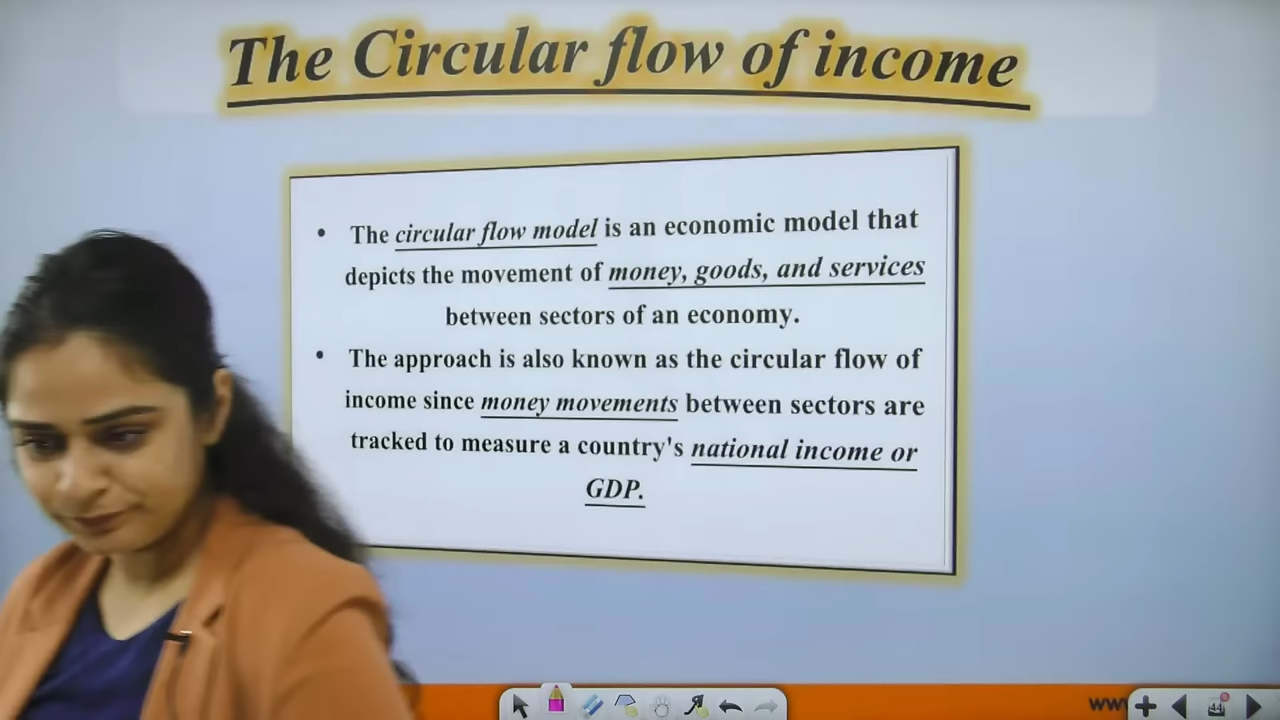 The Circular flow of income
• The circular flow model is an economic model that
depicts the movement of money, goods, and services
between sectors of an economy.
• The approach is also known as the circular flow of
income since money movements between sectors are
tracked to measure a country's national income or
GDP.
www
44